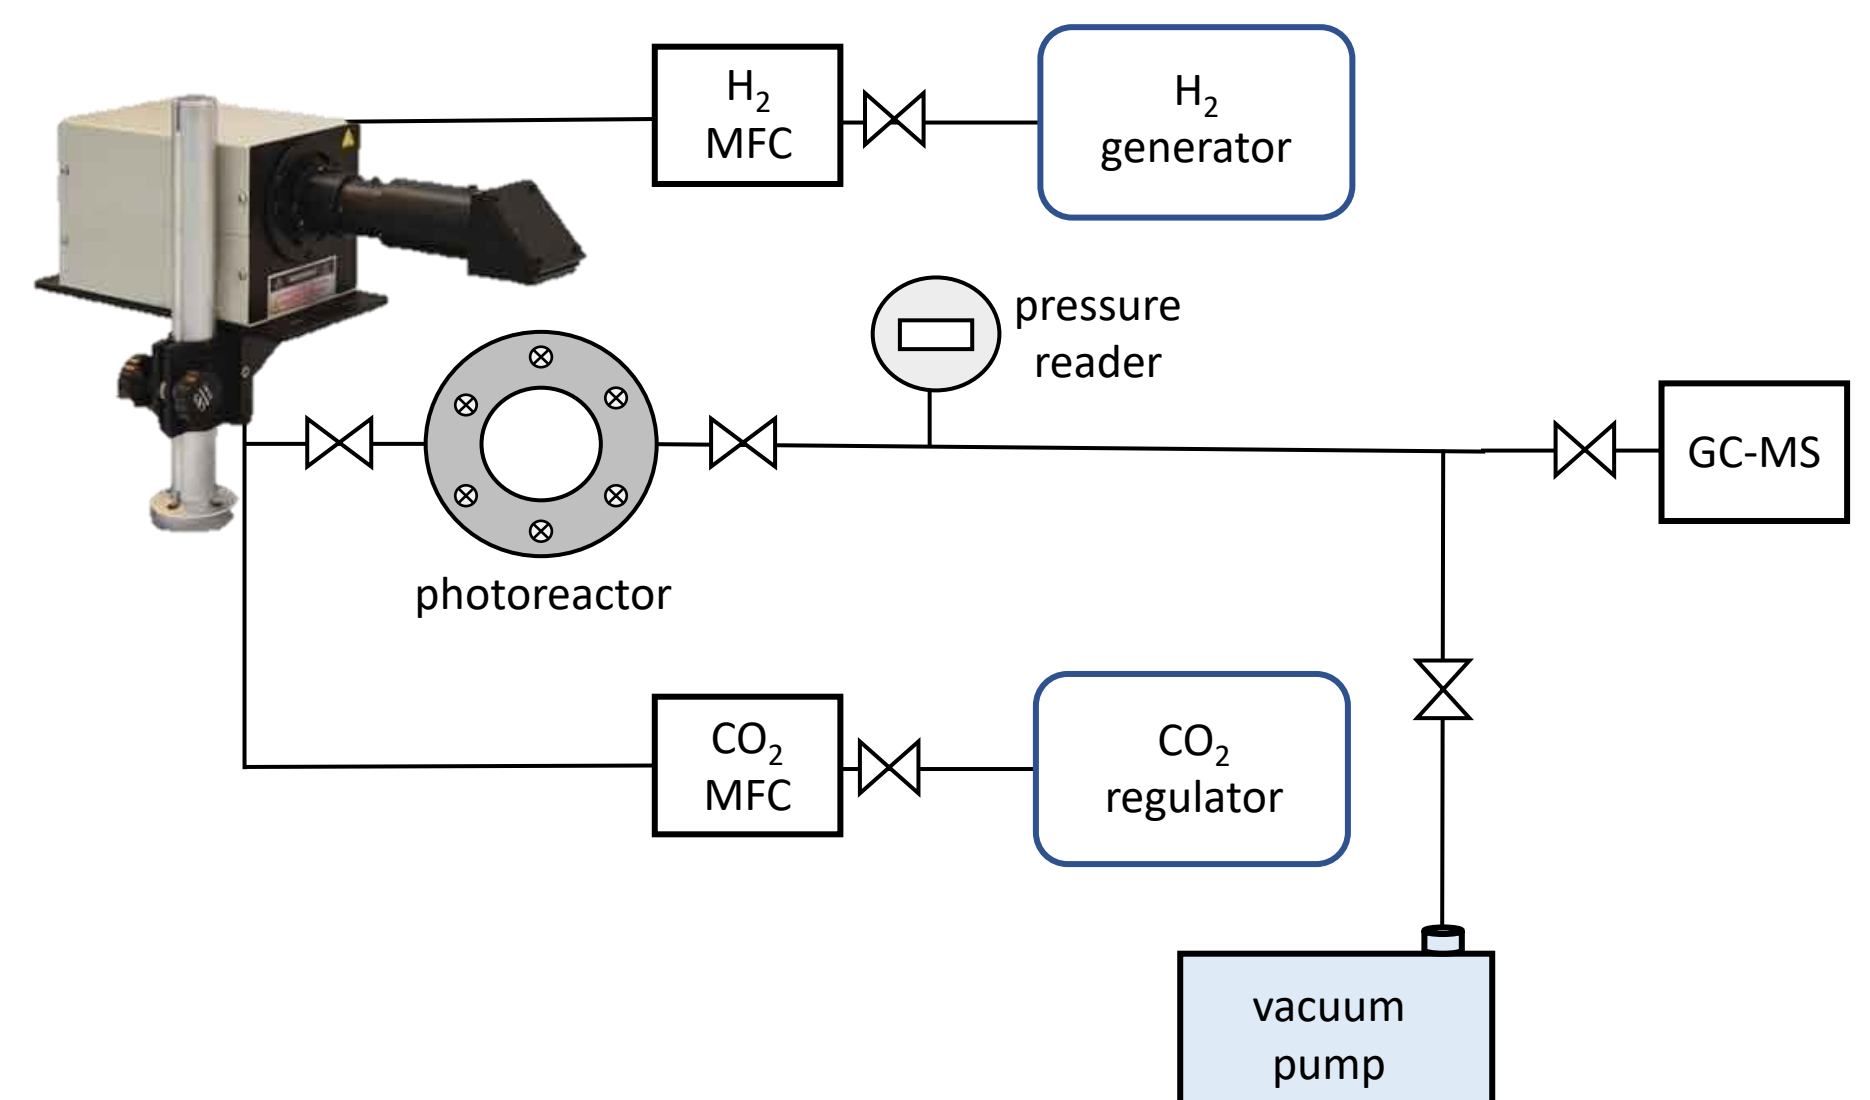 H₂
MFC
H₂
generator
pressure
reader
GC-MS
photoreactor
CO₂
MFC
CO₂
regulator
vacuum
pump